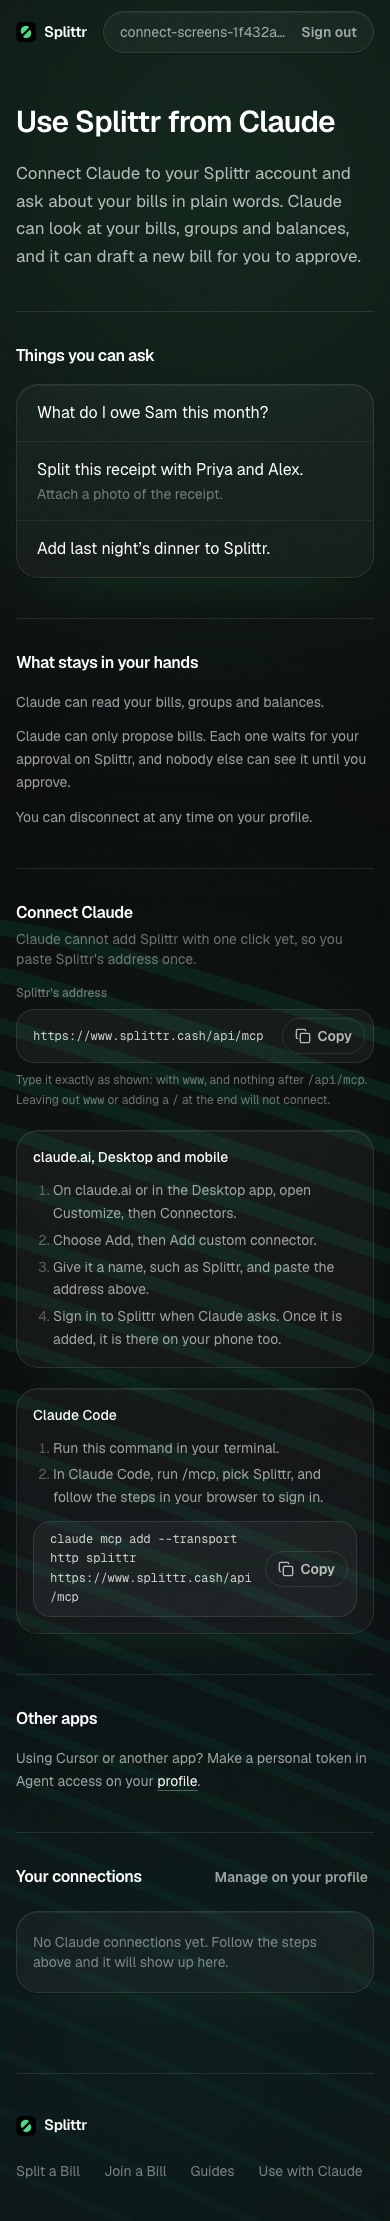 Splittr
connect-screens-1f432a...
Sign out
Use Splittr from Claude
Connect Claude to your Splittr account and
ask about your bills in plain words. Claude
can look at your bills, groups and balances,
and it can draft a new bill for you to approve.
Things you can ask
What do I owe Sam this month?
Split this receipt with Priya and Alex.
Attach a photo of the receipt.
Add last night's dinner to Splittr.
What stays in your hands
Claude can read your bills, groups and balances.
Claude can only propose bills. Each one waits for your
approval on Splittr, and nobody else can see it until you
approve.
You can disconnect at any time on your profile.
Connect Claude
Claude cannot add Splittr with one click yet, so you
paste Splittr's address once.
Splittr's address
https://www.splittr.cash/api/mcp
Copy
Type it exactly as shown: with www, and nothing after /api/mcp.
Leaving out www or adding a / at the end will not connect.
claude.ai, Desktop and mobile
1. On claude.ai or in the Desktop app, open
Customize, then Connectors.
2. Choose Add, then Add custom connector.
3. Give it a name, such as Splittr, and paste the
address above.
4. Sign in to Splittr when Claude asks. Once it is
added, it is there on your phone too.
Claude Code
1. Run this command in your terminal.
2. In Claude Code, run /mcp, pick Splittr, and
follow the steps in your browser to sign in.
claude mcp add --transport
http splittr
https://www.splittr.cash/api
/mcp
Copy
Other apps
Using Cursor or another app? Make a personal token in
Agent access on your profile.
Your connections
Manage on your profile
No Claude connections yet. Follow the steps
above and it will show up here.
Splittr
Split a Bill
Join a Bill
Guides
Use with Claude